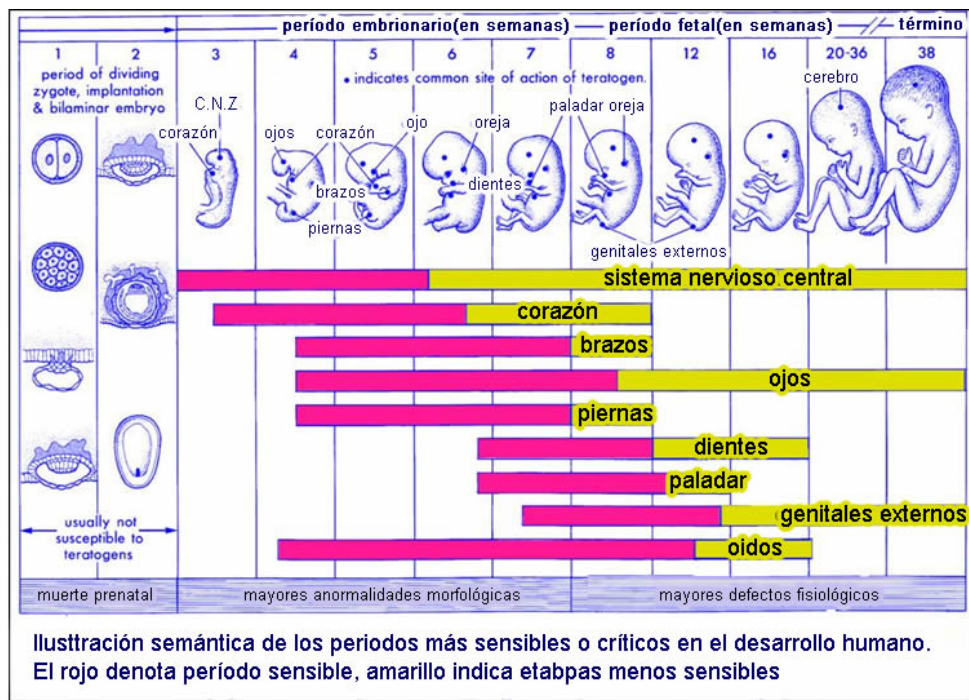 período embrionario(en semanas) período fetal(en semanas) término
1 2 3 4 5 6 7 8 12 16 20-36 38
period of dividing
zygote, implantation
& bilaminar embryo
• indicates common site of action of teratogen.
C.N.Z
corazón
ojos
corazón
ojo
oreja
paladar oreja
cerebro
brazos
dientes
piernas
genitales externos
sistema nervioso central
corazón
brazos
ojos
piernas
dientes
paladar
genitales externos
oidos
usually not
susceptible to
teratogens
muerte prenatal
mayores anormalidades morfológicas
mayores defectos fisiológicos
Ilusttración semántica de los periodos más sensibles o críticos en el desarrollo humano.
El rojo denota período sensible, amarillo indica etabpas menos sensibles